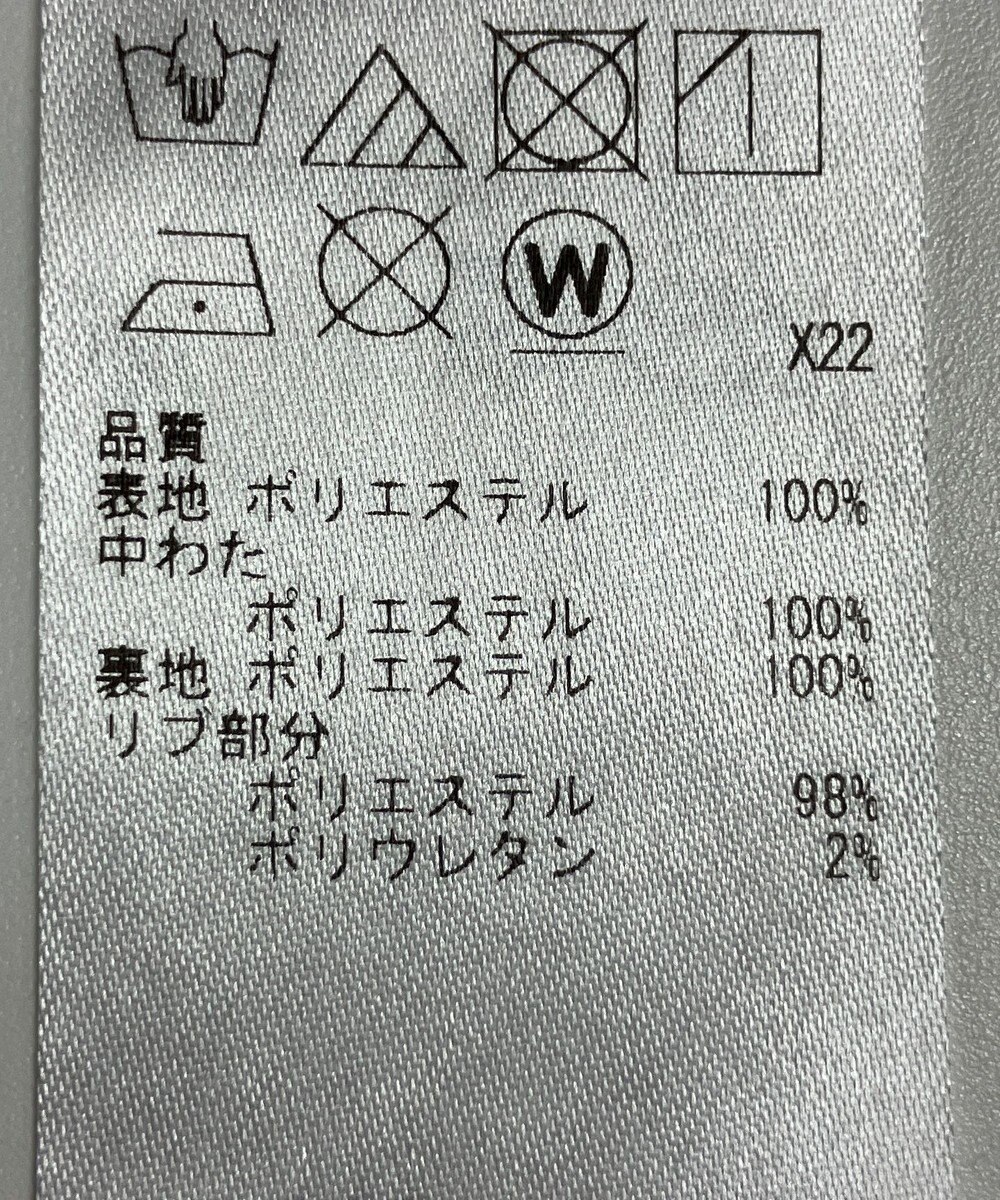 W
X22
品質
表地 ポリエステル 100%
中わた
ポリエステル 100%
裏地 ポリエステル 100%
リブ部分
ポリエステル 98%
ポリウレタン 2%